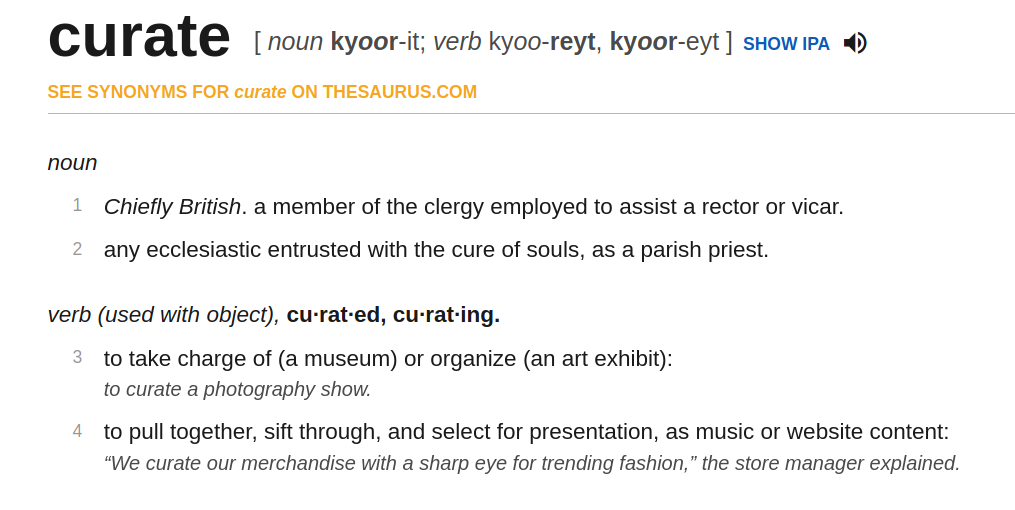 curate [ noun kyoor-it; verb kyoo-reyt, kyoor-eyt ] SHOW IPA
SEE SYNONYMS FOR curate ON THESAURUS.COM
noun
1 Chiefly British. a member of the clergy employed to assist a rector or vicar.
2 any ecclesiastic entrusted with the cure of souls, as a parish priest.
verb (used with object), cu·rat·ed, cu·rat·ing.
3 to take charge of (a museum) or organize (an art exhibit):
to curate a photography show.
4 to pull together, sift through, and select for presentation, as music or website content:
“We curate our merchandise with a sharp eye for trending fashion,” the store manager explained.